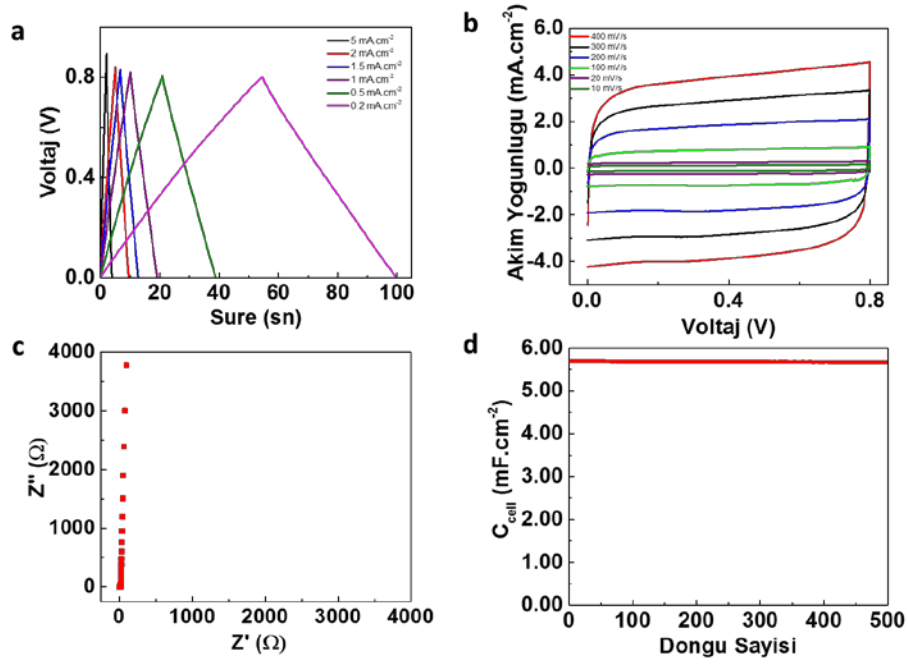 a
5 mA.cm-2
2 mA.cm-2
1.5 mA.cm-2
1 mA.cm-2
0.5 mA.cm-2
0.2 mA.cm-2
Voltaj (V)
0.8
0.4
0.0
0 20 40 60 80 100
Sure (sn)
b
400 mV/s
300 mV/s
200 mV/s
100 mV/s
20 mV/s
10 mV/s
Akim Yogunlugu (mA.cm-2)
4.0
2.0
0.0
-2.0
-4.0
0.0 0.4 0.8
Voltaj (V)
c
Z'' (Ω)
4000
3000
2000
1000
0
0 1000 2000 3000 4000
Z' (Ω)
d
Ccell (mF.cm-2)
6.00
5.00
4.00
3.00
2.00
1.00
0.00
0 100 200 300 400 500
Dongu Sayisi